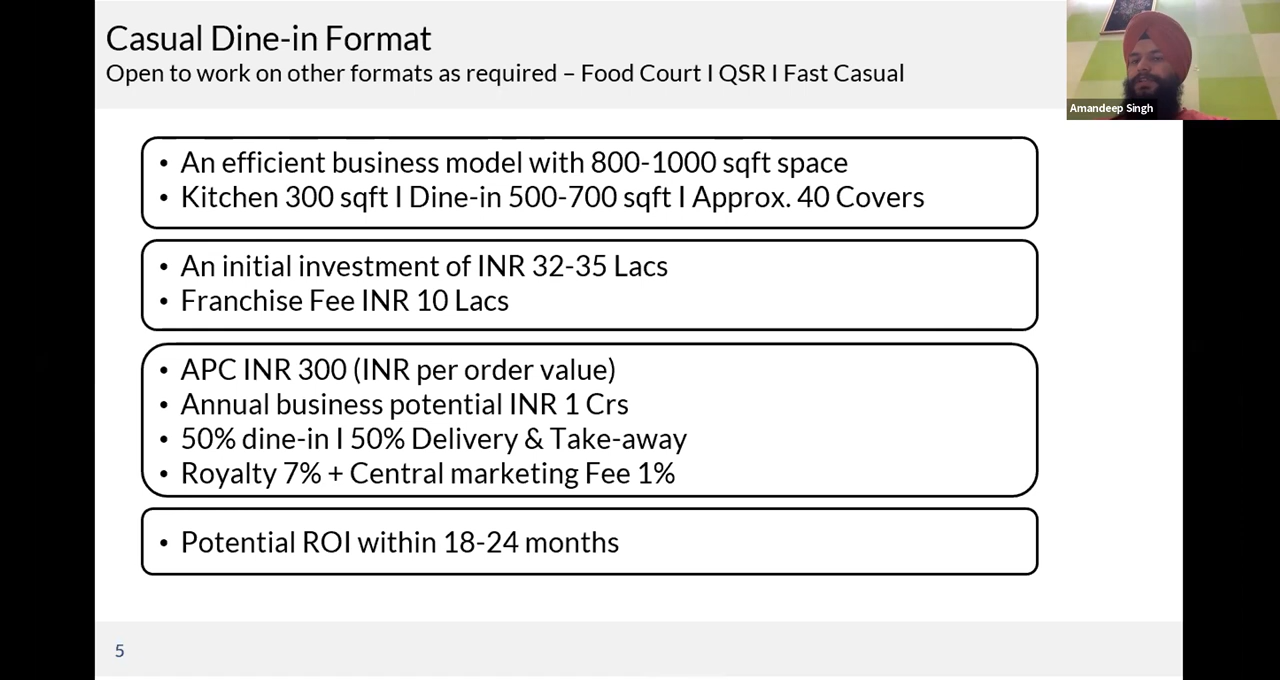 Casual Dine-in Format
Open to work on other formats as required – Food Court I QSR I Fast Casual
Amandeep Singh
• An efficient business model with 800-1000 sqft space
• Kitchen 300 sqft I Dine-in 500-700 sqft I Approx. 40 Covers
• An initial investment of INR 32-35 Lacs
• Franchise Fee INR 10 Lacs
• APC INR 300 (INR per order value)
• Annual business potential INR 1 Crs
• 50% dine-in I 50% Delivery & Take-away
• Royalty 7% + Central marketing Fee 1%
• Potential ROI within 18-24 months
5